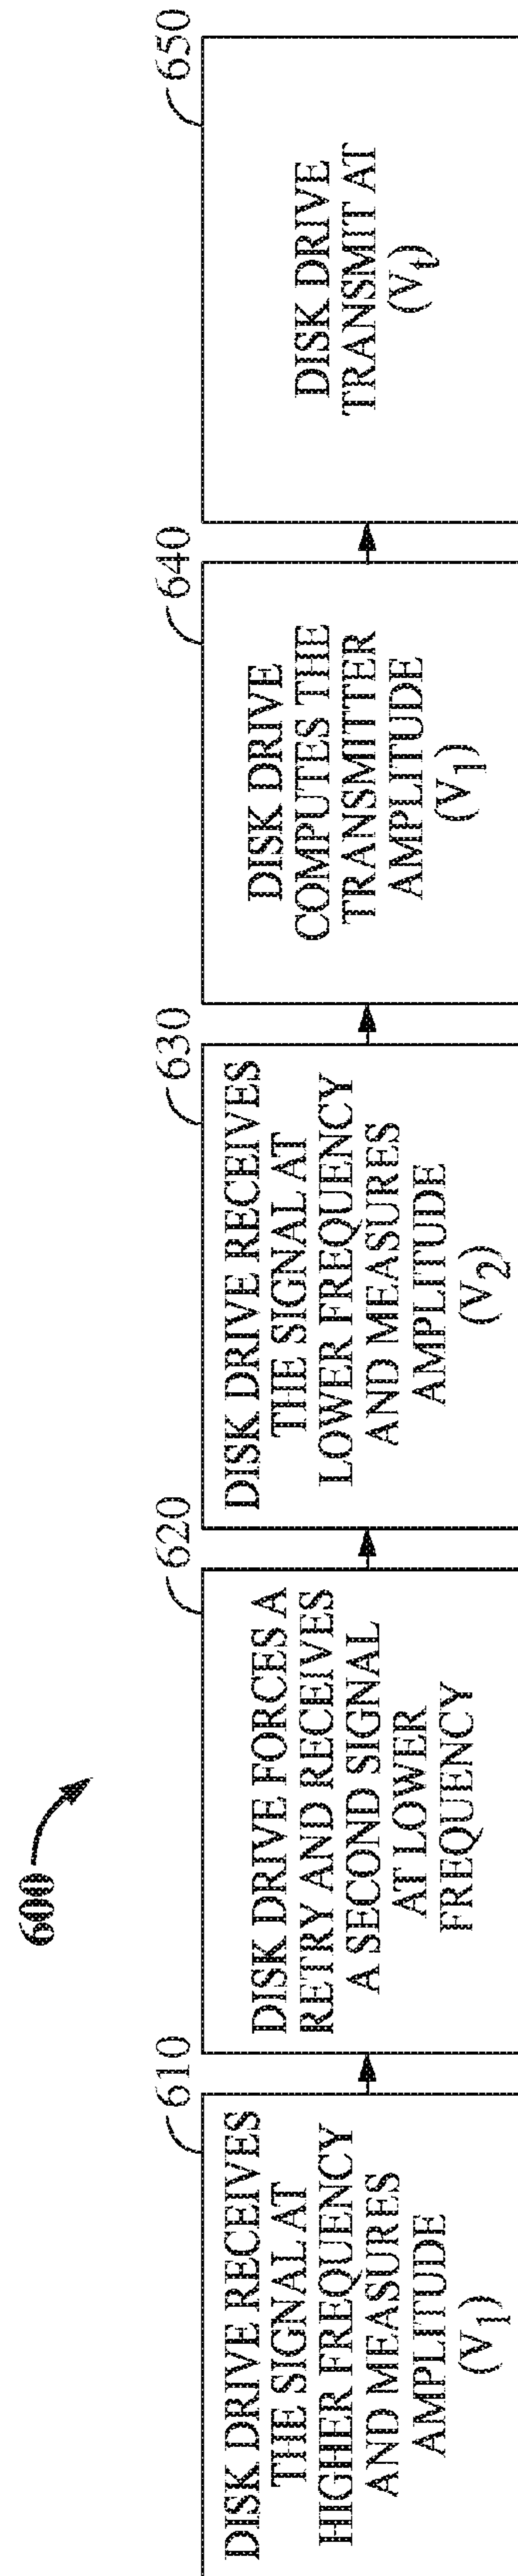 600
610
DISK DRIVE RECEIVES
THE SIGNAL AT
HIGHER FREQUENCY
AND MEASURES
AMPLITUDE
(V1)
620
DISK DRIVE FORCES A
RETRY AND RECEIVES
A SECOND SIGNAL
AT LOWER
FREQUENCY
630
DISK DRIVE RECEIVES
THE SIGNAL AT
LOWER FREQUENCY
AND MEASURES
AMPLITUDE
(V2)
640
DISK DRIVE
COMPUTES THE
TRANSMITTER
AMPLITUDE
(V1)
650
DISK DRIVE
TRANSMIT AT
(Vt)